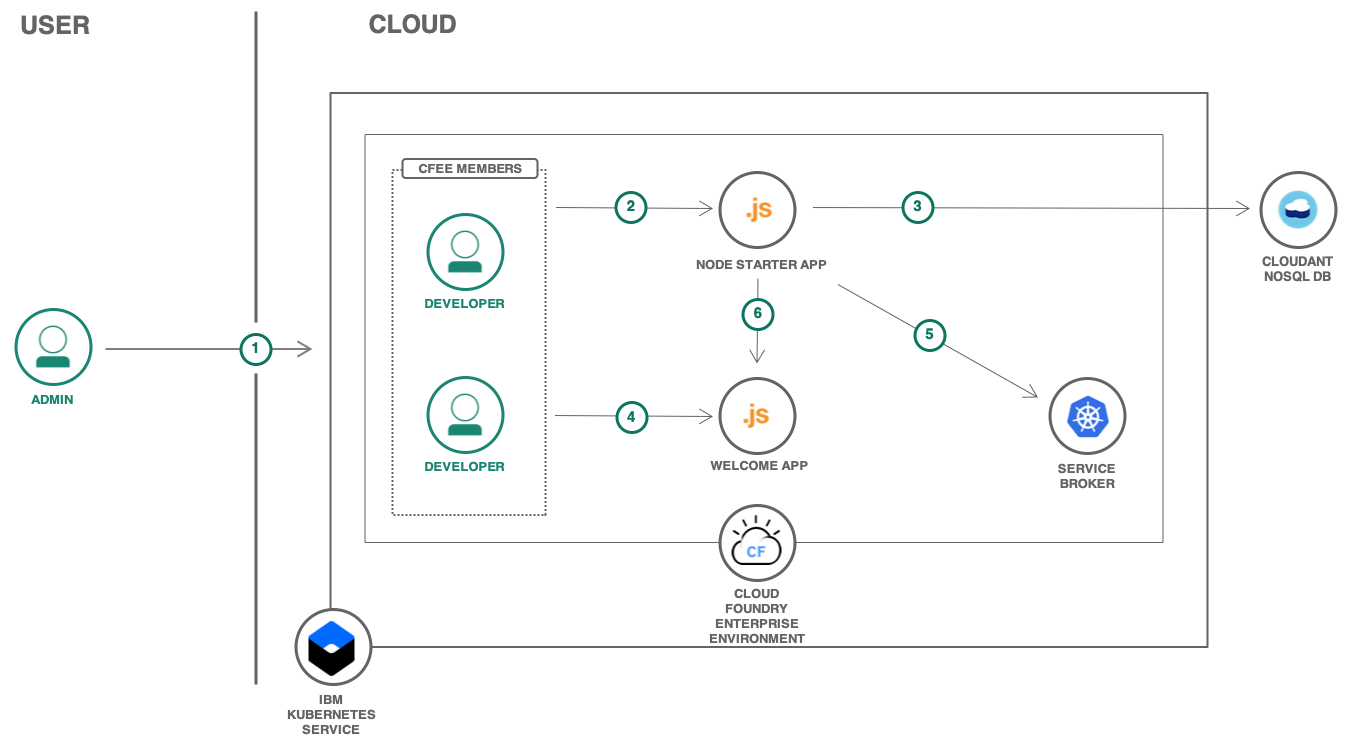 USER
CLOUD
CFEE MEMBERS
2
.js
3
NODE STARTER APP
CLOUDANT
NOSQL DB
DEVELOPER
6
5
1
ADMIN
4
.js
DEVELOPER
WELCOME APP
SERVICE
BROKER
CF
CLOUD
FOUNDRY
ENTERPRISE
ENVIRONMENT
IBM
KUBERNETES
SERVICE